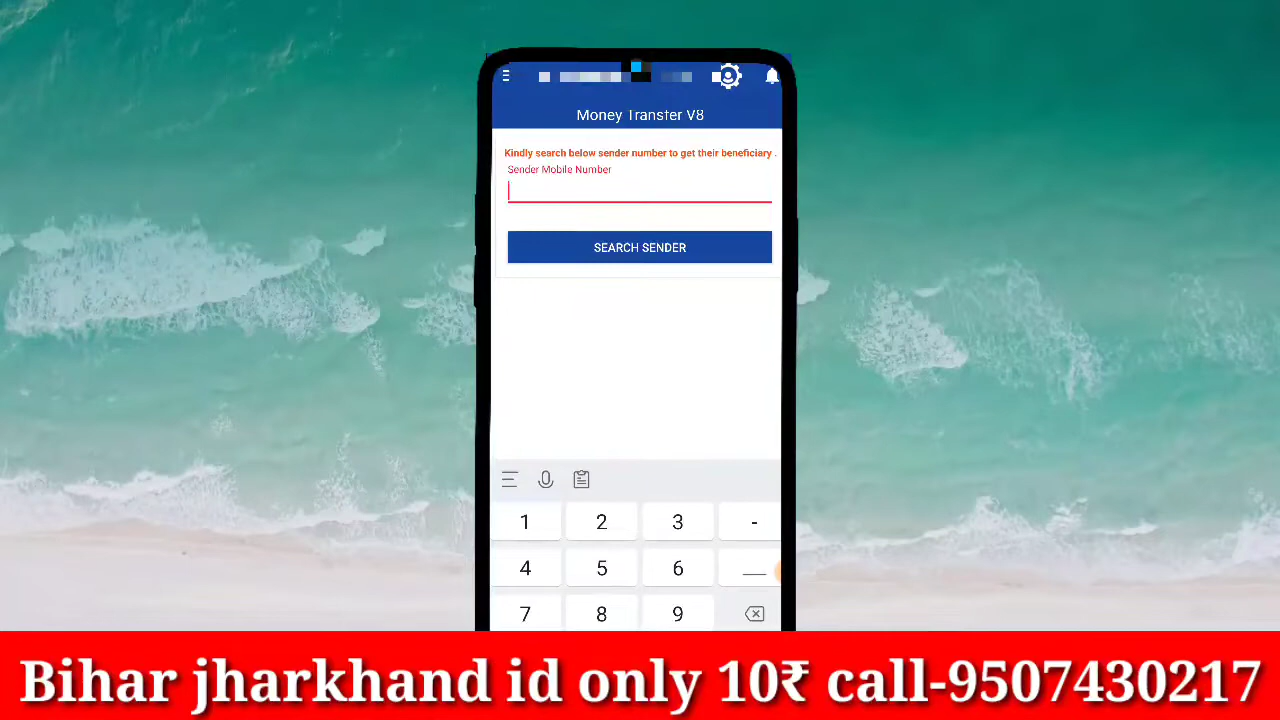 Money Transfer V8
Kindly search below sender number to get their beneficiary .
Sender Mobile Number
SEARCH SENDER
1 2 3 -
4 5 6
7 8 9
Bihar jharkhand id only 10₹ call-9507430217